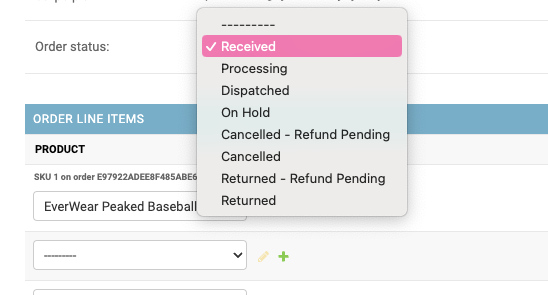 ---------
Order status:
✓ Received
Processing
Dispatched
On Hold
Cancelled - Refund Pending
Cancelled
Returned - Refund Pending
Returned
ORDER LINE ITEMS
PRODUCT
SKU 1 on order E97922ADEE8F485ABE6
EverWear Peaked Baseball
---------